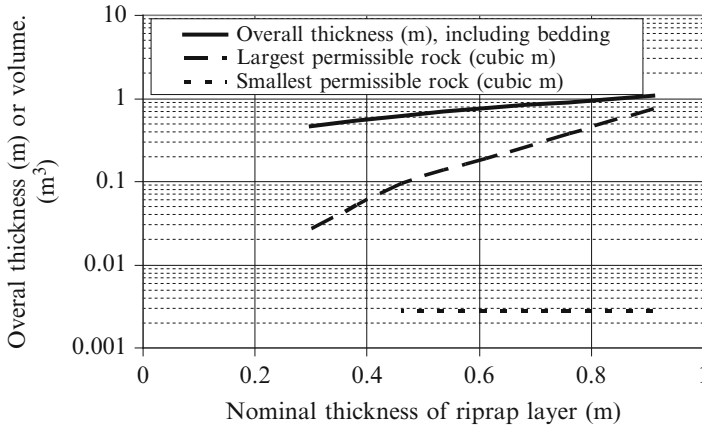 10
Overall thickness (m), including bedding
Largest permissible rock (cubic m)
Smallest permissible rock (cubic m)
1
0.1
0.01
0.001
Overal thickness (m) or volume.
(m³)
0
0.2
0.4
0.6
0.8
1
Nominal thickness of riprap layer (m)